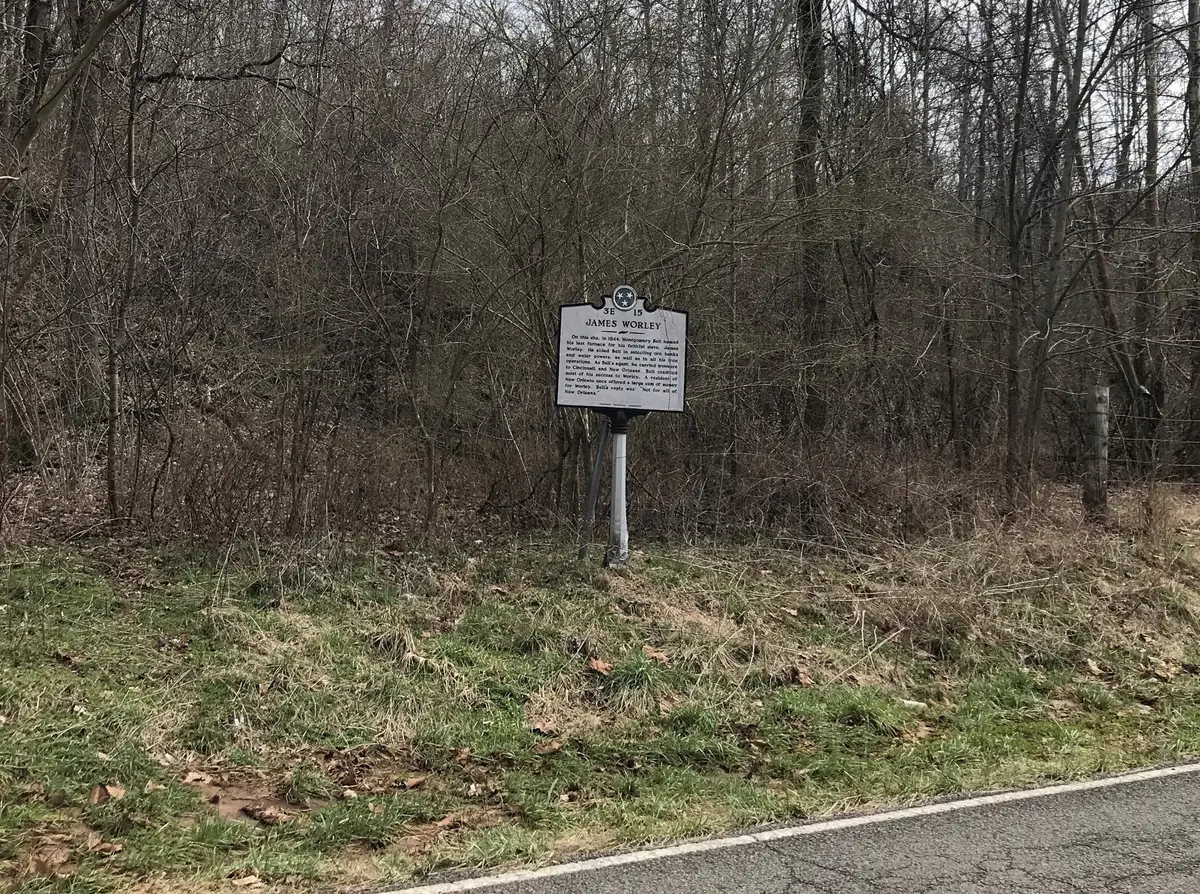 3E 15
JAMES WORLEY
On this site, in 1844, Montgomery Bell named
his last furnace for his faithful slave, James
Worley. He aided Bell in selecting ore banks
and water powers, as well as in all his iron
operations. As Bell's agent, he carried ironware
to Cincinnati and New Orleans. Bell credited
most of his success to Worley. A resident of
New Orleans once offered a large sum of money
for Worley. Bell's reply was "Not for all of
New Orleans."